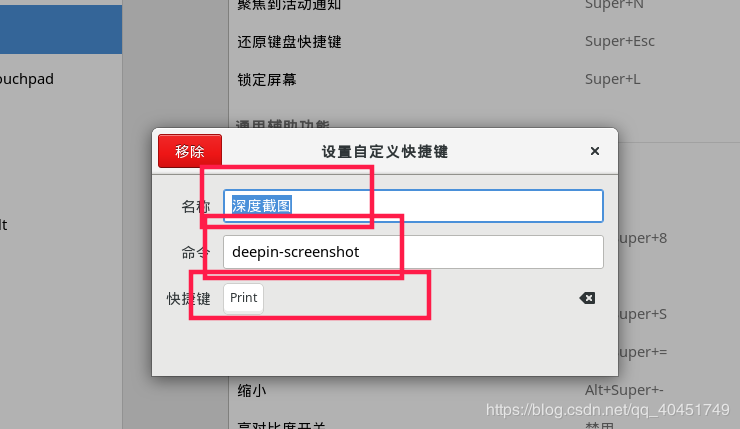 聚焦到活动通知 Super+N
还原键盘快捷键 Super+Esc
锁定屏幕 Super+L
ouchpad
通用辅助功能
移除 设置自定义快捷键 ×
名称 深度截图
lt
命令 deepin-screenshot
Super+8
快捷键 Print
Super+S
Super+=
缩小 Alt+Super+-
高对比度开关 禁用
https://blog.csdn.net/qq_40451749